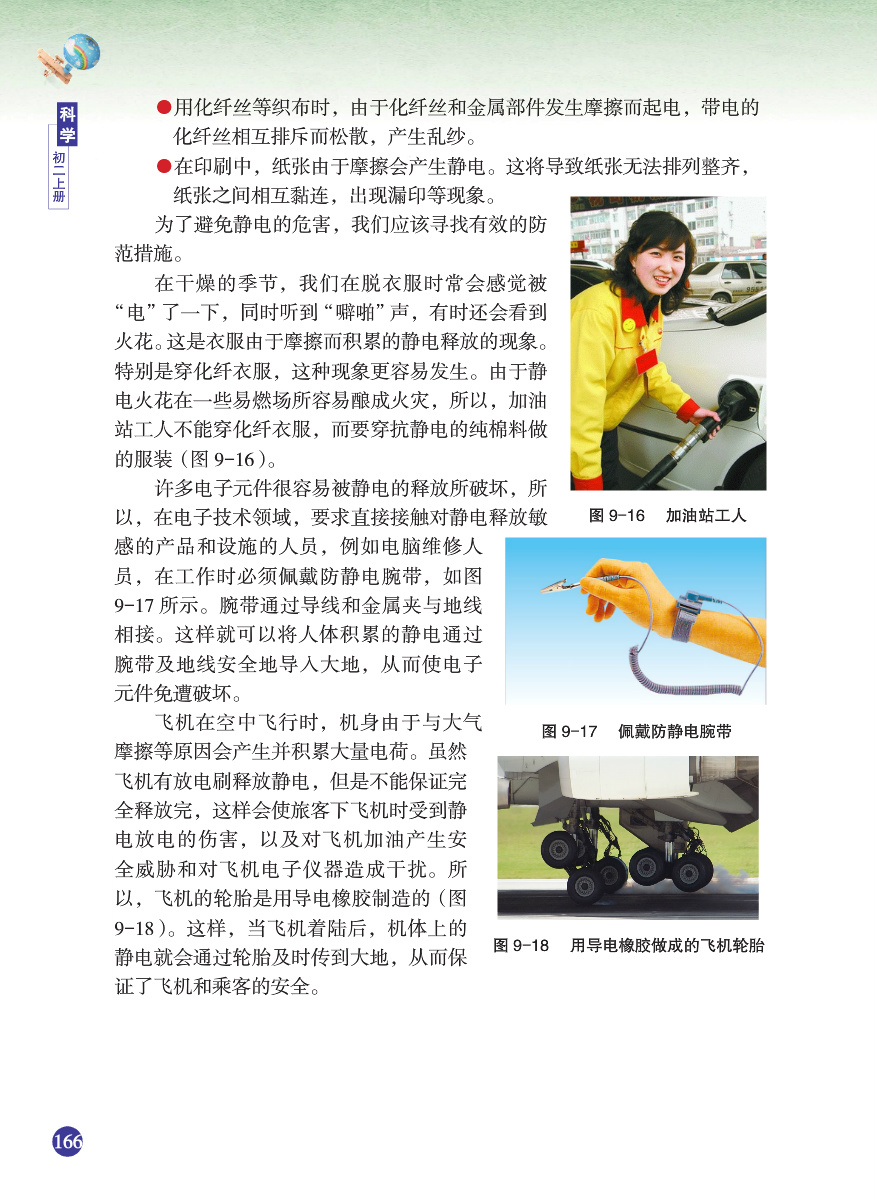 科学
初二上册
●用化纤丝等织布时，由于化纤丝和金属部件发生摩擦而起电，带电的
化纤丝相互排斥而松散，产生乱纱。
●在印刷中，纸张由于摩擦会产生静电。这将导致纸张无法排列整齐，
纸张之间相互黏连，出现漏印等现象。
为了避免静电的危害，我们应该寻找有效的防
范措施。
在干燥的季节，我们在脱衣服时常会感觉被
“电”了一下，同时听到“噼啪”声，有时还会看到
火花。这是衣服由于摩擦而积累的静电释放的现象。
特别是穿化纤衣服，这种现象更容易发生。由于静
电火花在一些易燃场所容易酿成火灾，所以，加油
站工人不能穿化纤衣服，而要穿抗静电的纯棉料做
的服装（图 9-16）。
图 9-16 加油站工人
许多电子元件很容易被静电的释放所破坏，所
以，在电子技术领域，要求直接接触对静电释放敏
感的产品和设施的人员，例如电脑维修人
员，在工作时必须佩戴防静电腕带，如图
9-17 所示。腕带通过导线和金属夹与地线
相接。这样就可以将人体积累的静电通过
腕带及地线安全地导入大地，从而使电子
元件免遭破坏。
图 9-17 佩戴防静电腕带
飞机在空中飞行时，机身由于与大气
摩擦等原因会产生并积累大量电荷。虽然
飞机有放电刷释放静电，但是不能保证完
全释放完，这样会使旅客下飞机时受到静
电放电的伤害，以及对飞机加油产生安
全威胁和对飞机电子仪器造成干扰。所
以，飞机的轮胎是用导电橡胶制造的（图
9-18）。这样，当飞机着陆后，机体上的
静电就会通过轮胎及时传到大地，从而保
证了飞机和乘客的安全。
图 9-18 用导电橡胶做成的飞机轮胎
166